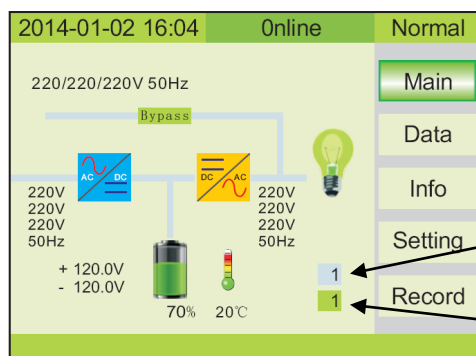 2014-01-02 16:04 0nline Normal
220/220/220V 50Hz
Main
Bypass
Data
AC DC
DC AC
Info
220V
220V
220V
50Hz
220V
220V
220V
50Hz
Setting
+ 120.0V
- 120.0V
1
1
Record
70% 20℃